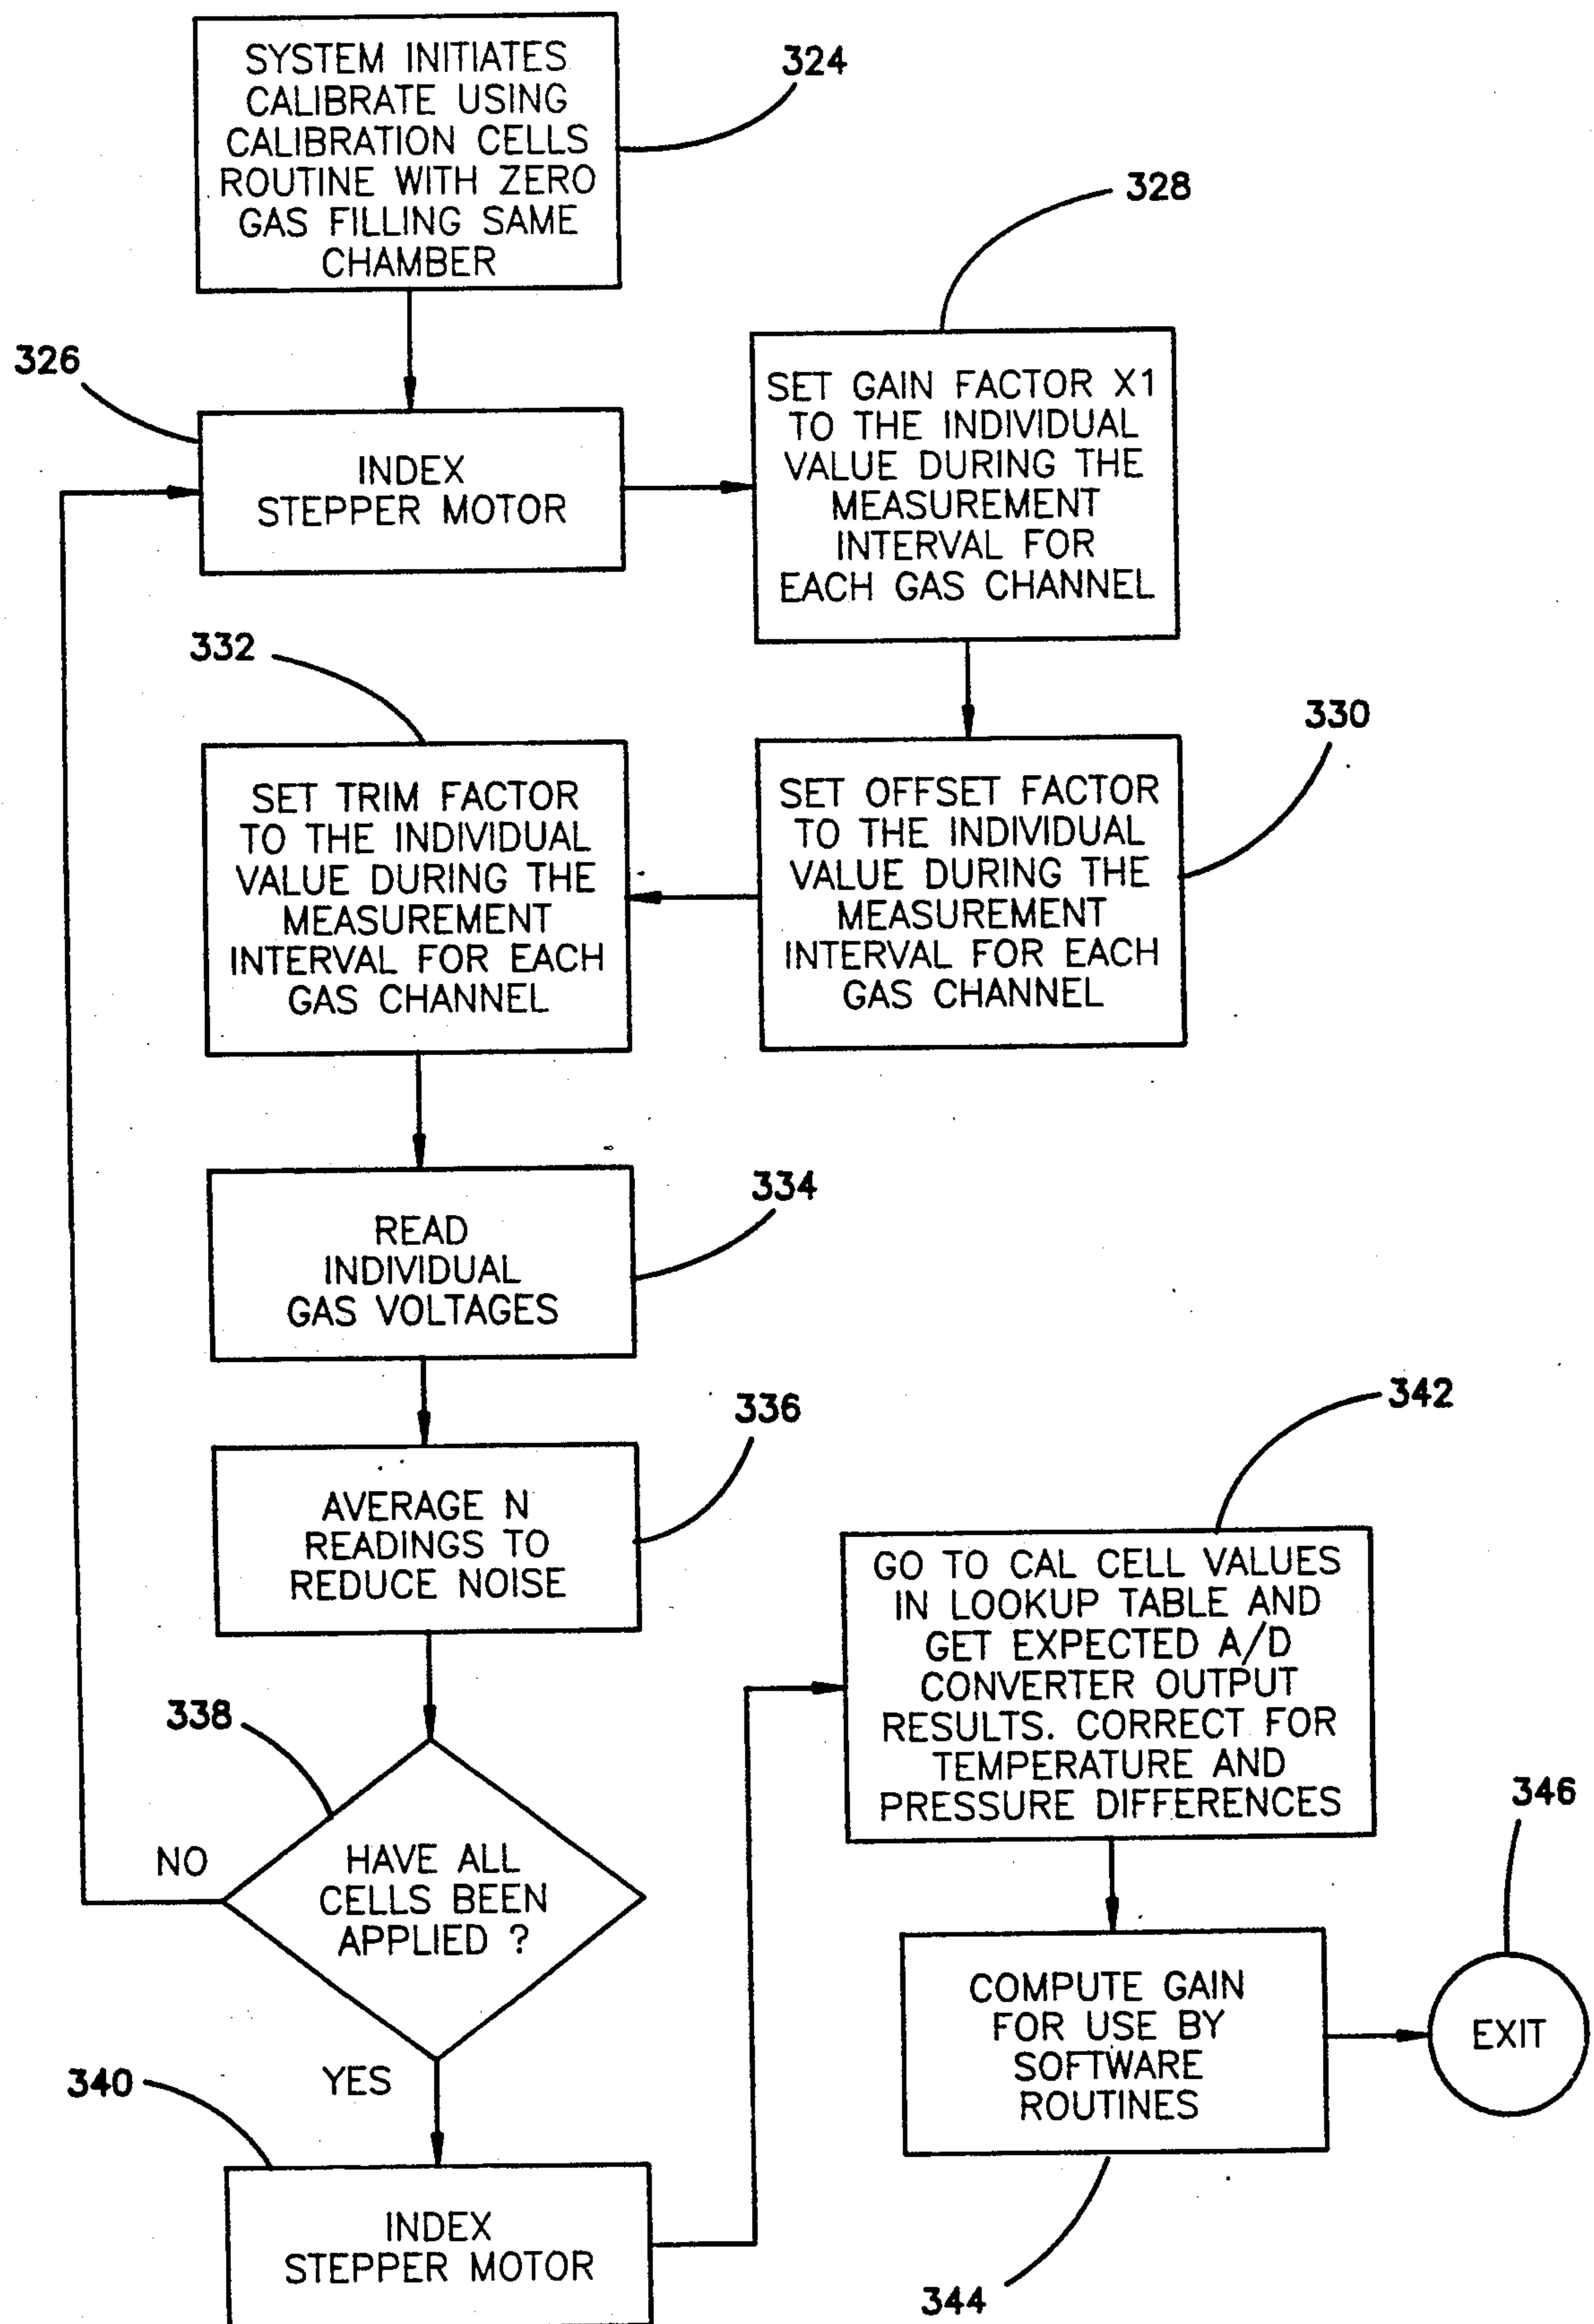 SYSTEM INITIATES
CALIBRATE USING
CALIBRATION CELLS
ROUTINE WITH ZERO
GAS FILLING SAME
CHAMBER
324
326
INDEX
STEPPER MOTOR
328
SET GAIN FACTOR X1
TO THE INDIVIDUAL
VALUE DURING THE
MEASUREMENT
INTERVAL FOR
EACH GAS CHANNEL
330
SET OFFSET FACTOR
TO THE INDIVIDUAL
VALUE DURING THE
MEASUREMENT
INTERVAL FOR EACH
GAS CHANNEL
332
SET TRIM FACTOR
TO THE INDIVIDUAL
VALUE DURING THE
MEASUREMENT
INTERVAL FOR EACH
GAS CHANNEL
334
READ
INDIVIDUAL
GAS VOLTAGES
336
AVERAGE N
READINGS TO
REDUCE NOISE
338
HAVE ALL
CELLS BEEN
APPLIED ?
NO
YES
340
INDEX
STEPPER MOTOR
342
GO TO CAL CELL VALUES
IN LOOKUP TABLE AND
GET EXPECTED A/D
CONVERTER OUTPUT
RESULTS. CORRECT FOR
TEMPERATURE AND
PRESSURE DIFFERENCES
COMPUTE GAIN
FOR USE BY
SOFTWARE
ROUTINES
344
346
EXIT